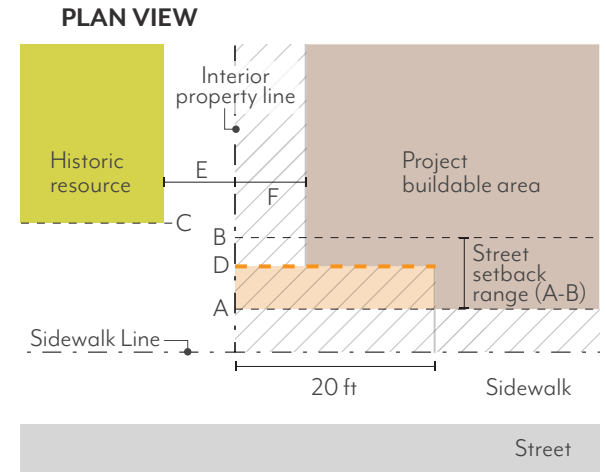 PLAN VIEW
Interior
property line
Historic
resource
E
F
Project
buildable area
C
B
D
A
Street
setback
range (A-B)
Sidewalk Line
20 ft
Sidewalk
Street